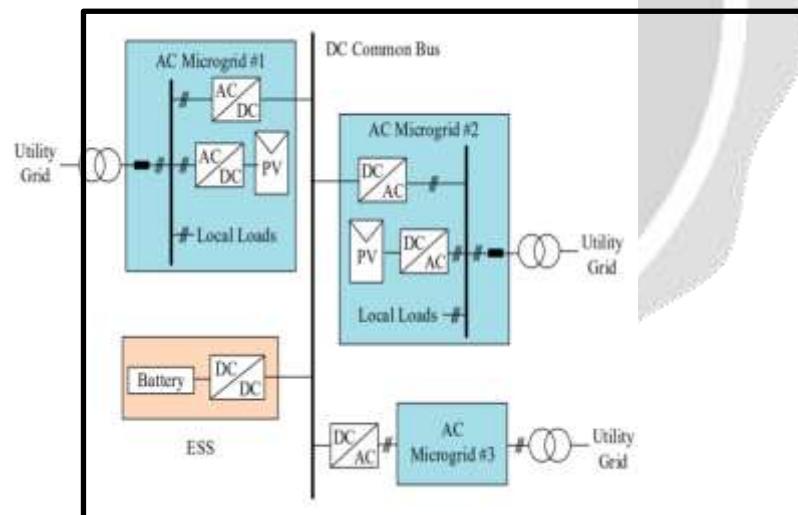 DC Common Bus
AC Microgrid #1
AC
DC
Utility
Grid
AC
DC
PV
Local Loads
AC Microgrid #2
DC
AC
PV
DC
AC
Utility
Grid
Local Loads
Battery
DC
DC
ESS
DC
AC
AC
Microgrid #3
Utility
Grid